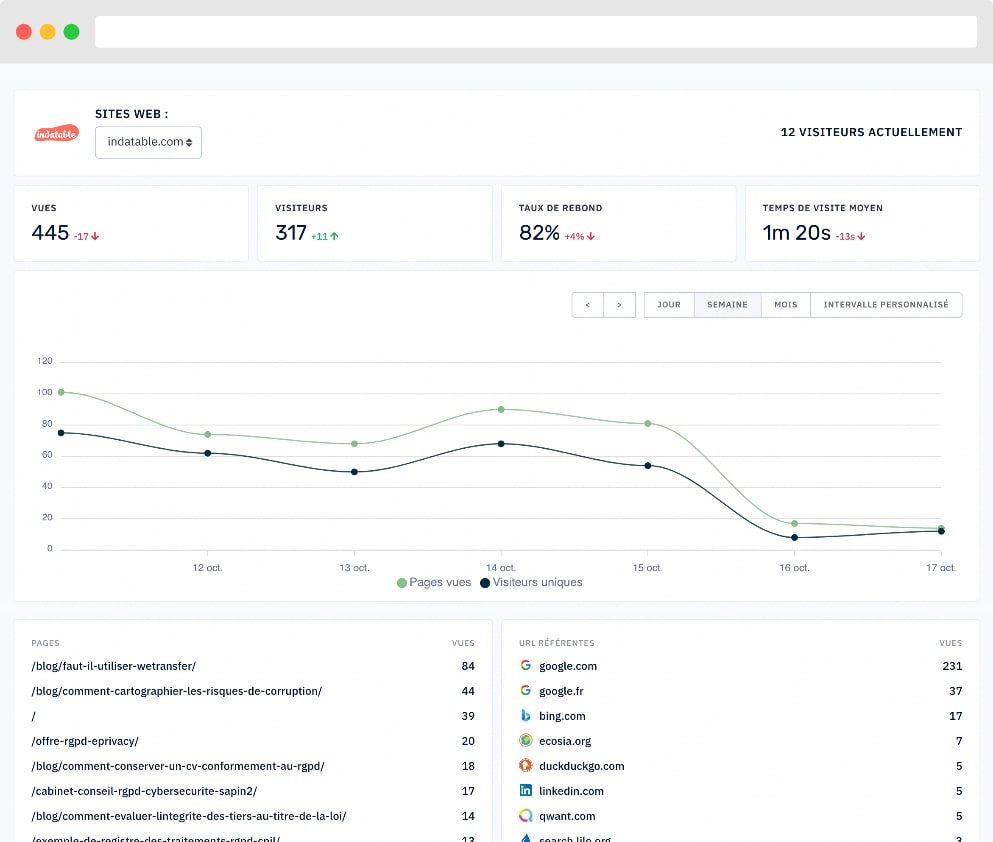 indatable
SITES WEB :
indatable.com
12 VISITEURS ACTUELLEMENT
VUES
445 -17
VISITEURS
317 +11
TAUX DE REBOND
82% +4%
TEMPS DE VISITE MOYEN
1m 20s -13s
< > JOUR SEMAINE MOIS INTERVALLE PERSONNALISÉ
120
100
80
60
40
20
0
12 oct. 13 oct. 14 oct. 15 oct. 16 oct. 17 oct.
Pages vues Visiteurs uniques
PAGES VUES
/blog/faut-il-utiliser-wetransfer/ 84
/blog/comment-cartographier-les-risques-de-corruption/ 44
/ 39
/offre-rgpd-eprivacy/ 20
/blog/comment-conserver-un-cv-conformement-au-rgpd/ 18
/cabinet-conseil-rgpd-cybersecurite-sapin2/ 17
/blog/comment-evaluer-lintegrite-des-tiers-au-titre-de-la-loi/ 14
/exemple-de-registre-des-traitements-rgpd-cnil/ 13
URL RÉFÉRENTES VUES
google.com 231
google.fr 37
bing.com 17
ecosia.org 7
duckduckgo.com 5
linkedin.com 5
qwant.com 5
search.lilo.org 3